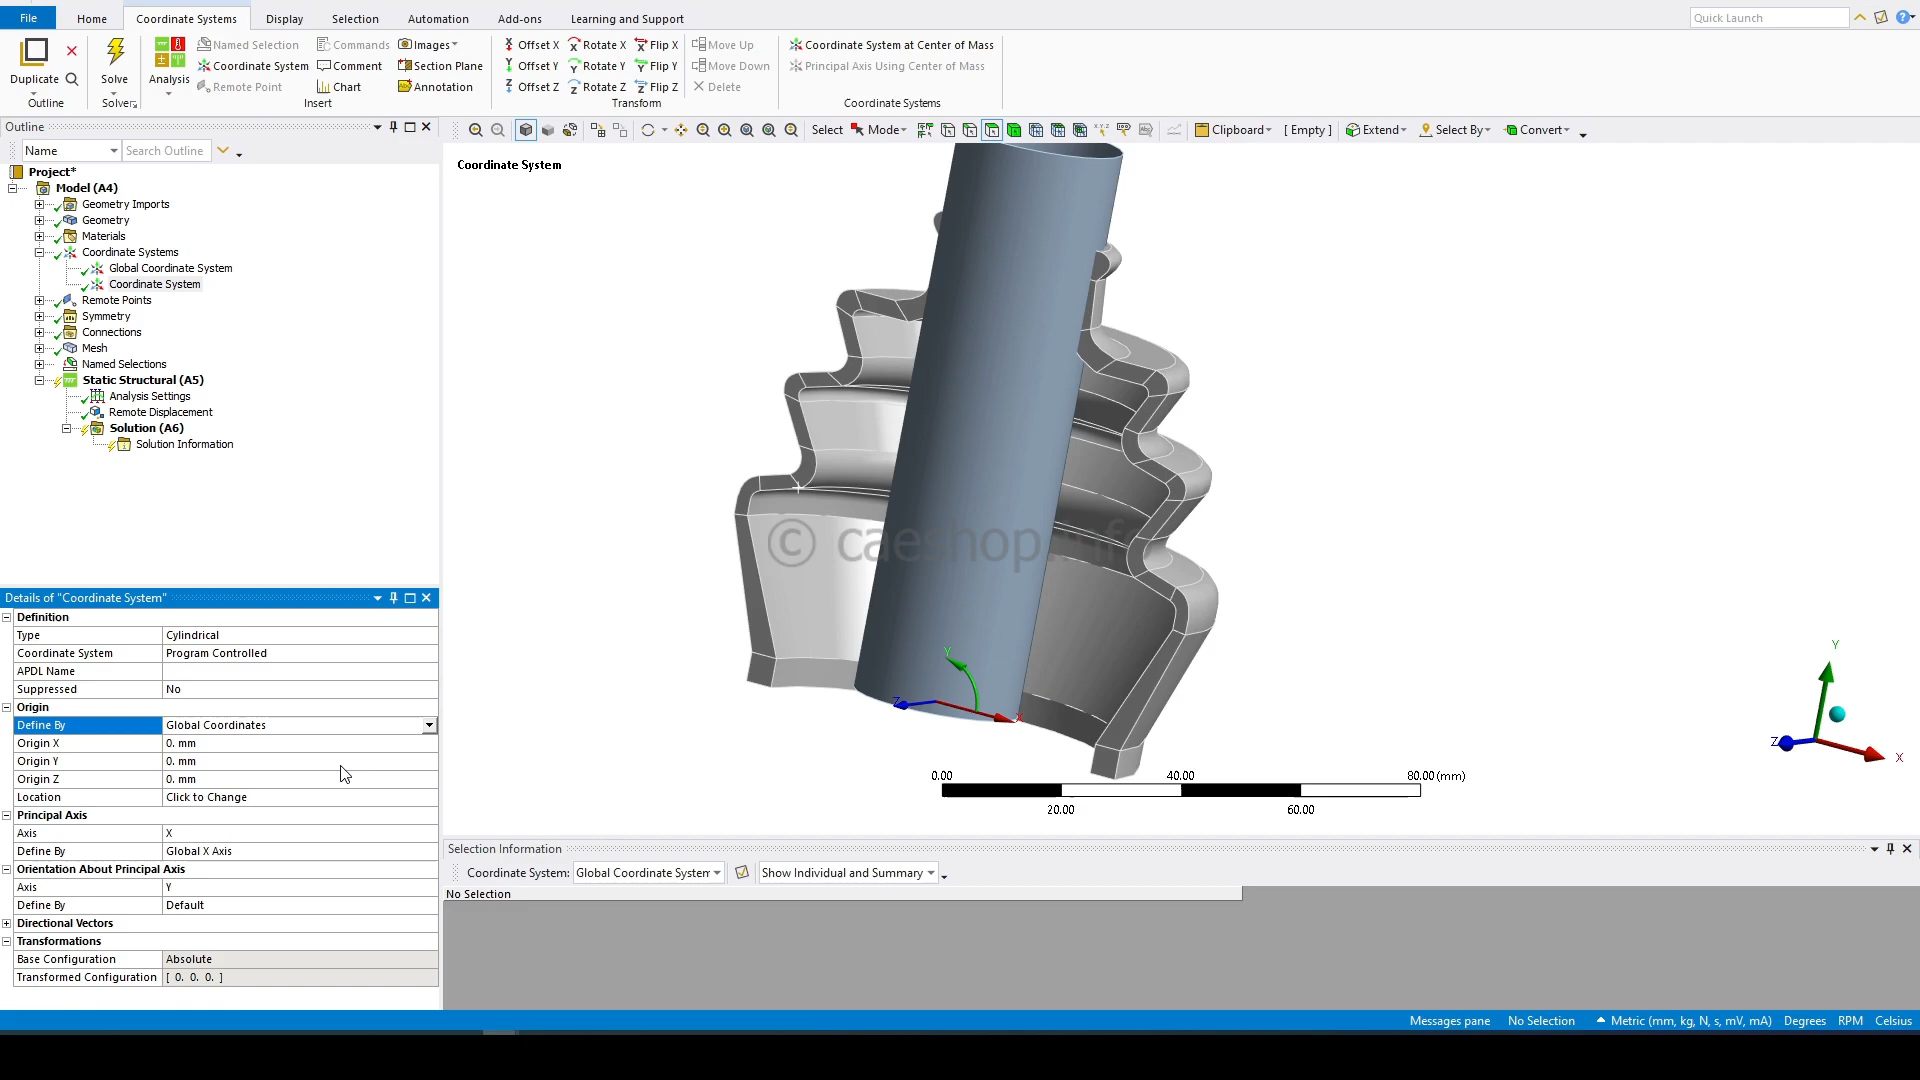 File Home Coordinate Systems Display Selection Automation Add-ons Learning and Support Quick Launch
Duplicate
Outline
Solve
Solver
Analysis
Named Selection Commands Images
Coordinate System Comment Section Plane
Remote Point Chart Annotation
Insert
Offset X Rotate X Flip X Move Up
Offset Y Rotate Y Flip Y Move Down
Offset Z Rotate Z Flip Z Delete
Transform
Coordinate System at Center of Mass
Principal Axis Using Center of Mass
Coordinate Systems
Outline
Name Search Outline
Select Mode Clipboard [ Empty ] Extend Select By Convert
Project*
Model (A4)
Geometry Imports
Geometry
Materials
Coordinate Systems
Global Coordinate System
Coordinate System
Remote Points
Symmetry
Connections
Mesh
Named Selections
Static Structural (A5)
Analysis Settings
Remote Displacement
Solution (A6)
Solution Information
Coordinate System
© caeshop.info
Y
Z
X
Y
Z
X
0.00 40.00 80.00 (mm)
20.00 60.00
Details of "Coordinate System"
Definition
Type Cylindrical
Coordinate System Program Controlled
APDL Name
Suppressed No
Origin
Define By Global Coordinates
Origin X 0. mm
Origin Y 0. mm
Origin Z 0. mm
Location Click to Change
Principal Axis
Axis X
Define By Global X Axis
Orientation About Principal Axis
Axis Y
Define By Default
Directional Vectors
Transformations
Base Configuration Absolute
Transformed Configuration [ 0. 0. 0. ]
Selection Information
Coordinate System: Global Coordinate System Show Individual and Summary
No Selection
Messages pane No Selection Metric (mm, kg, N, s, mV, mA) Degrees RPM Celsius